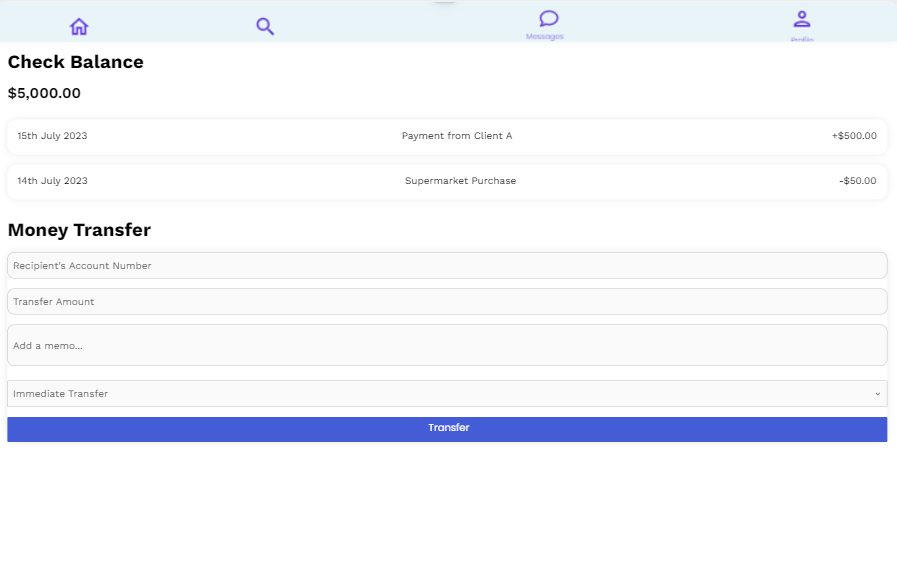 Messages
Profile
Check Balance
$5,000.00
15th July 2023 Payment from Client A +$500.00
14th July 2023 Supermarket Purchase -$50.00
Money Transfer
Recipient's Account Number
Transfer Amount
Add a memo...
Immediate Transfer
Transfer